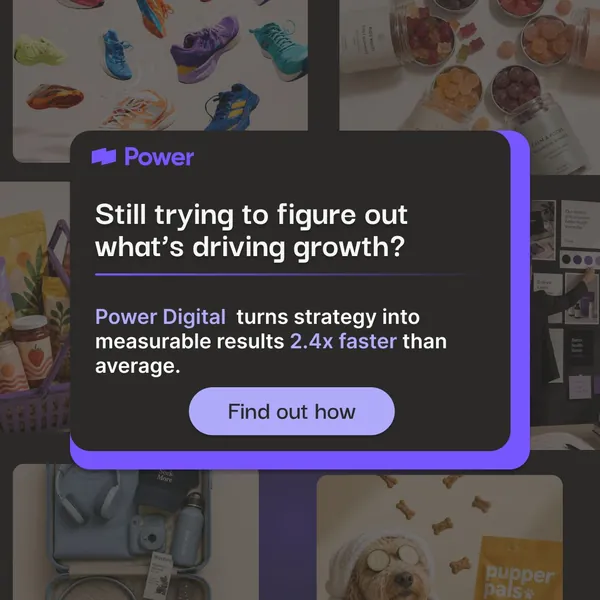 Power
Still trying to figure out
what's driving growth?
Power Digital turns strategy into
measurable results 2.4x faster than
average.
Find out how
pupper
pals